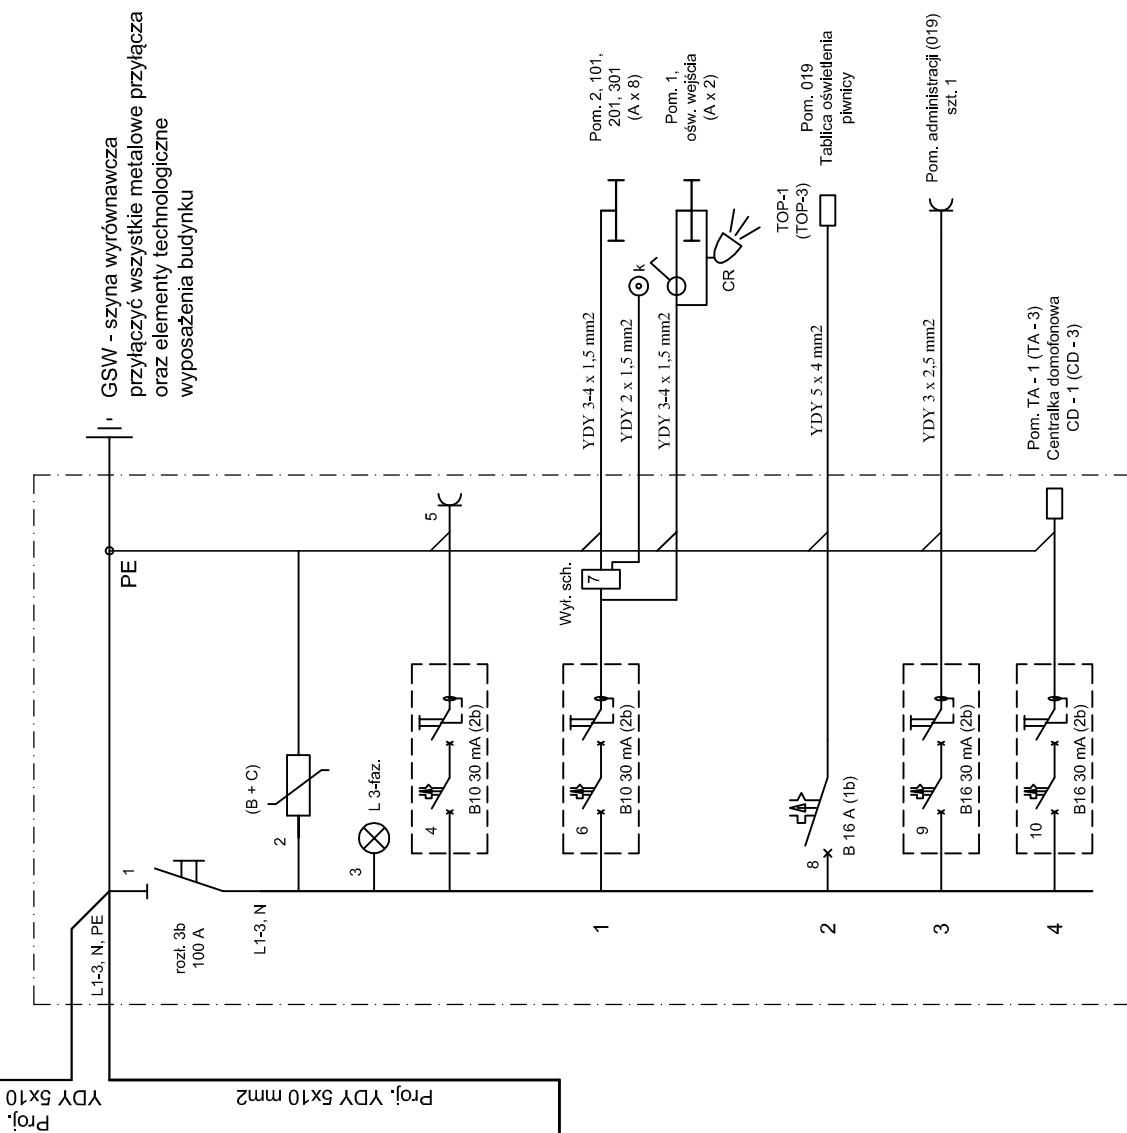 GSW - szyna wyrównawcza
przyłączyć wszystkie metalowe przyłącza
oraz elementy technologiczne
wyposażenia budynku
PE
Pom. 2, 101,
201, 301
(A x 8)
Pom. 1,
ośw. wejścia
(A x 2)
Pom. 019
Tablica oświetlenia
piwnicy
TOP-1
(TOP-3)
Pom. administracji (019)
szt. 1
Pom. TA - 1 (TA - 3)
Centralka domofonowa
CD - 1 (CD - 3)
YDY 3-4 x 1,5 mm2
YDY 2 x 1,5 mm2
YDY 3-4 x 1,5 mm2
k
CR
YDY 5 x 4 mm2
YDY 3 x 2,5 mm2
5
Wył. sch.
7
(B + C)
2
L 3-faz.
3
4
B10 30 mA (2b)
6
B10 30 mA (2b)
8
B 16 A (1b)
9
B16 30 mA (2b)
10
B16 30 mA (2b)
1
rozł. 3b
100 A
L1-3, N, PE
L1-3, N
1
2
3
4
Proj.
YDY 5x10
Proj. YDY 5x10 mm2